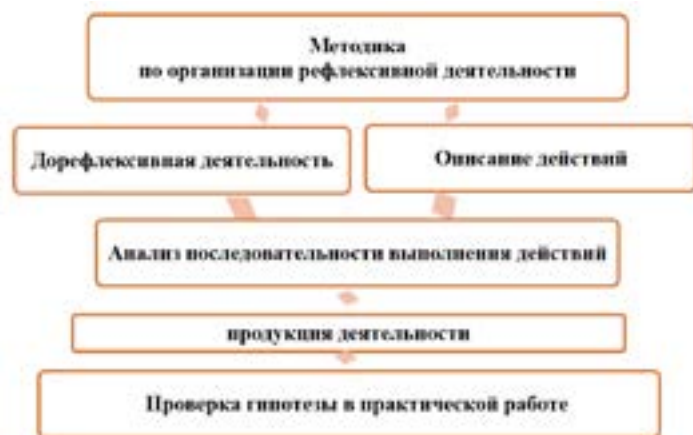 Методика
по организации рефлексивной деятельности
Дорефлексивная деятельность
Описание действий
Анализ последовательности выполнения действий
продукция деятельности
Проверка гипотезы в практической работе